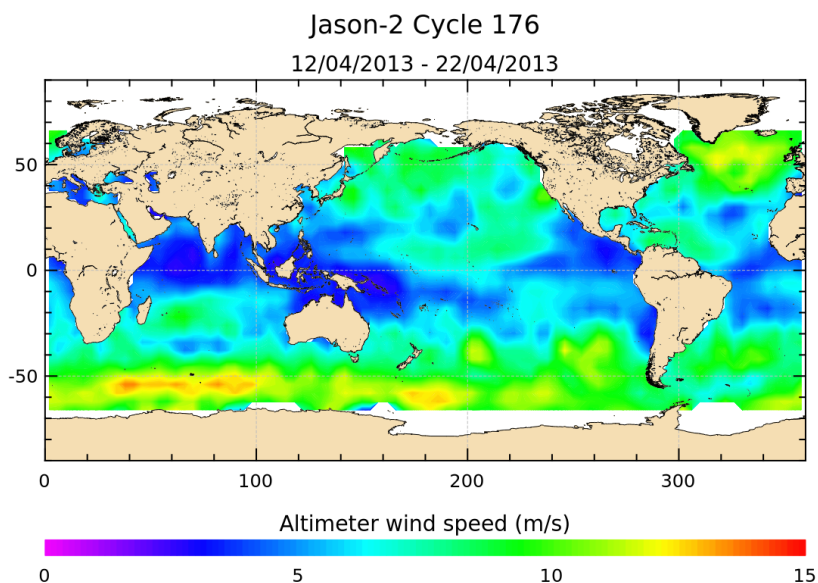 Jason-2 Cycle 176
12/04/2013 - 22/04/2013
50
0
-50
0 100 200 300
Altimeter wind speed (m/s)
0 5 10 15